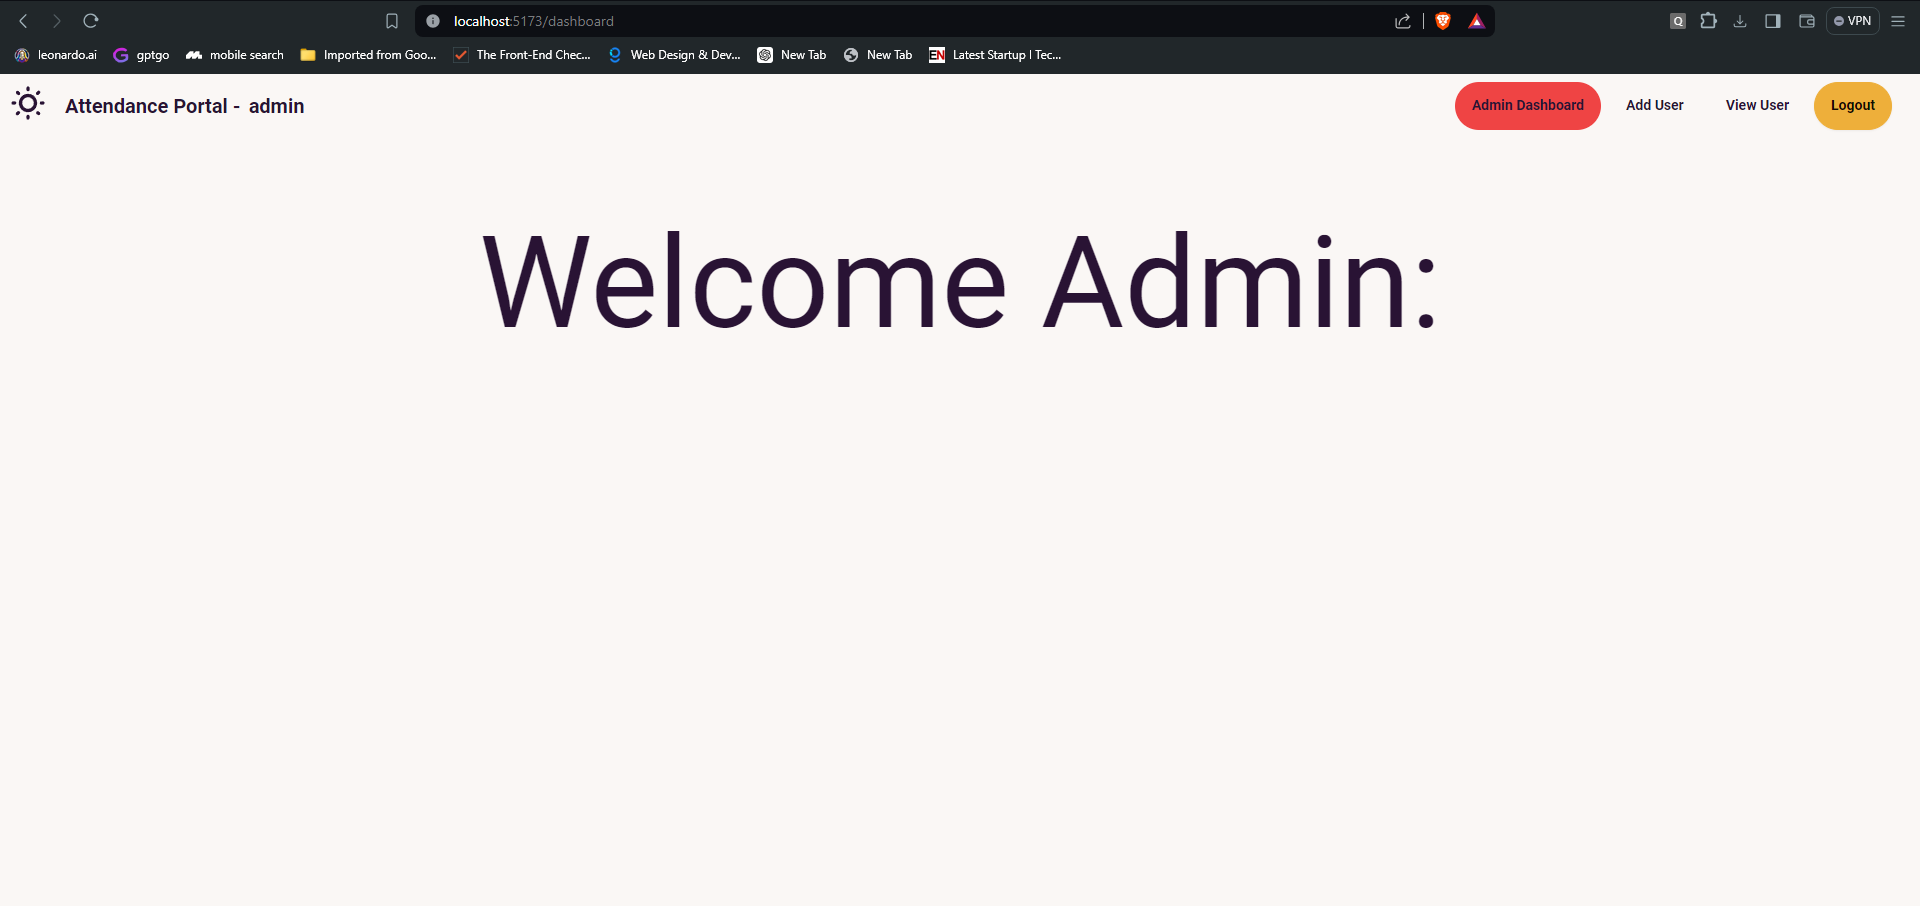 localhost:5173/dashboard
Q
VPN
leonardo.ai
gptgo
mobile search
Imported from Goo...
The Front-End Chec...
Web Design & Dev...
New Tab
New Tab
EN
Latest Startup | Tec...
Attendance Portal - admin
Admin Dashboard
Add User
View User
Logout
Welcome Admin: